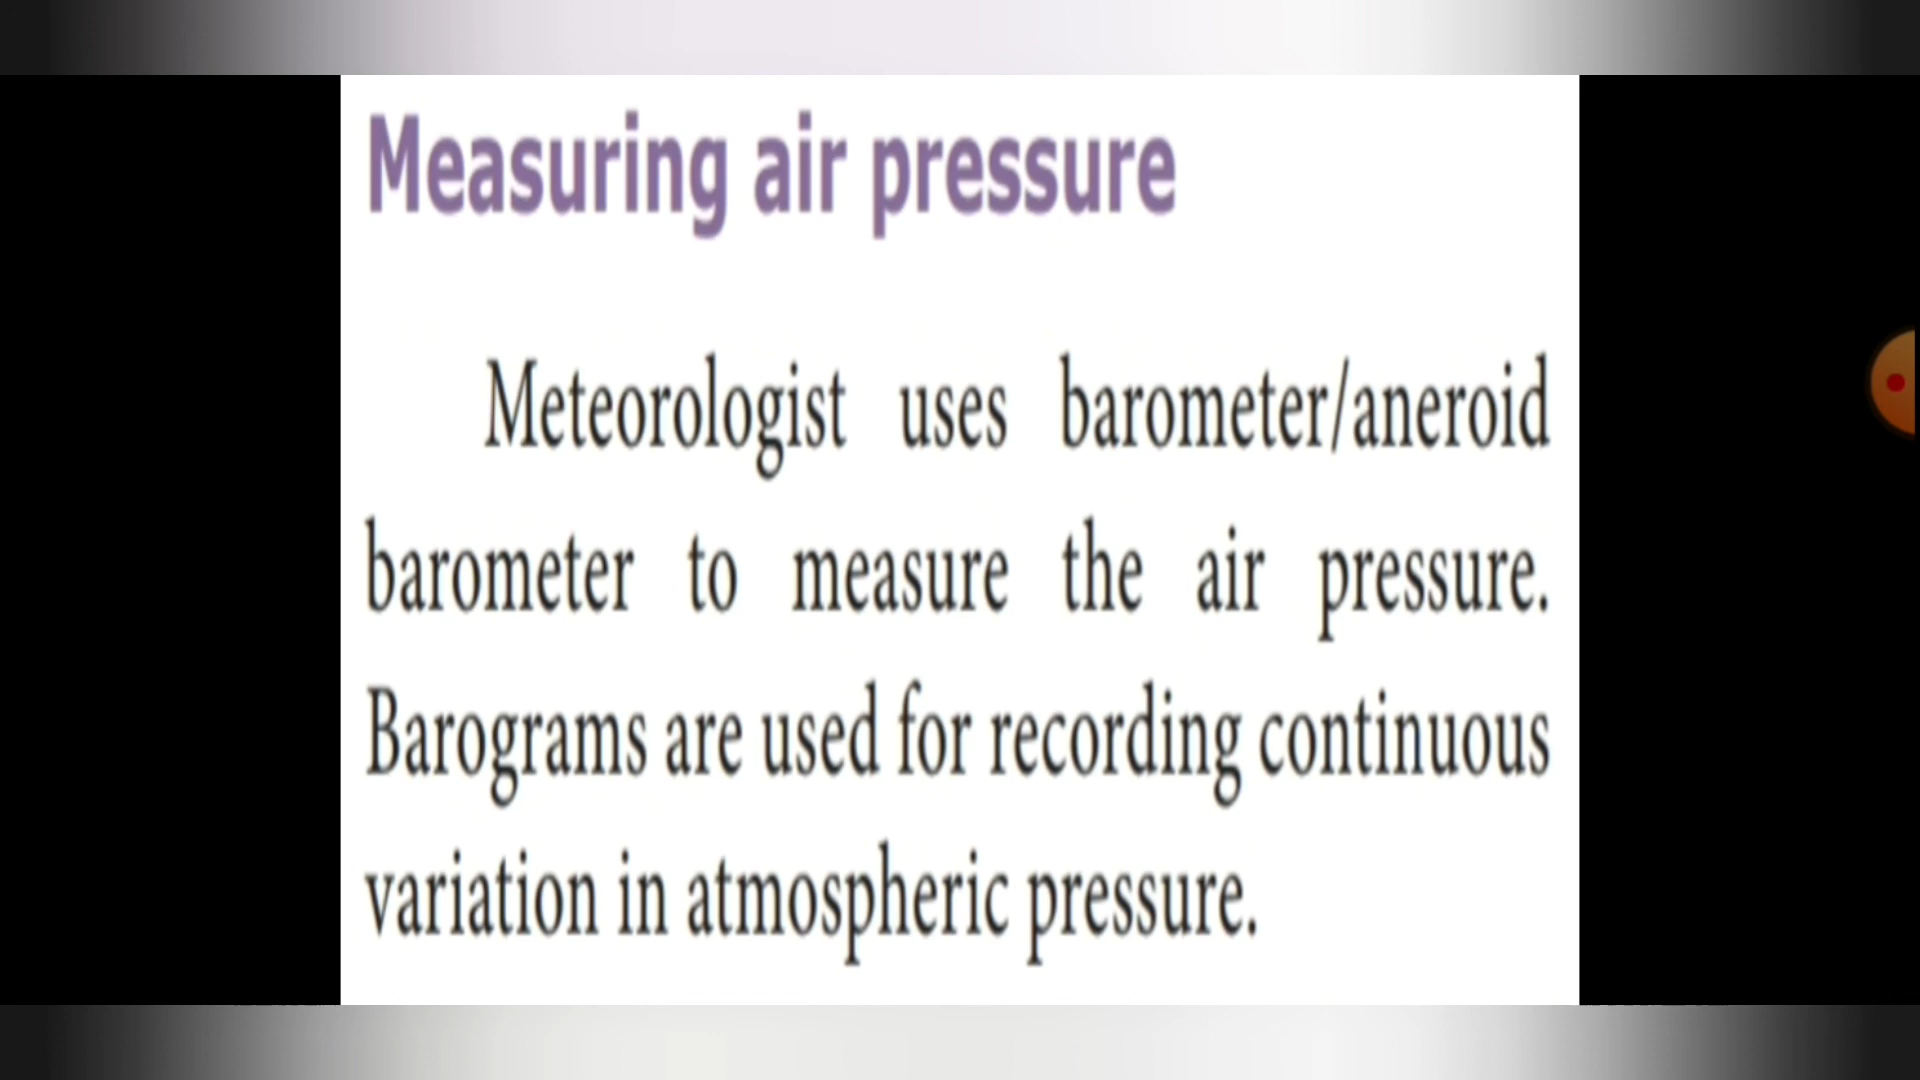 Measuring air pressure
Meteorologist uses barometer/aneroid
barometer to measure the air pressure.
Barograms are used for recording continuous
variation in atmospheric pressure.